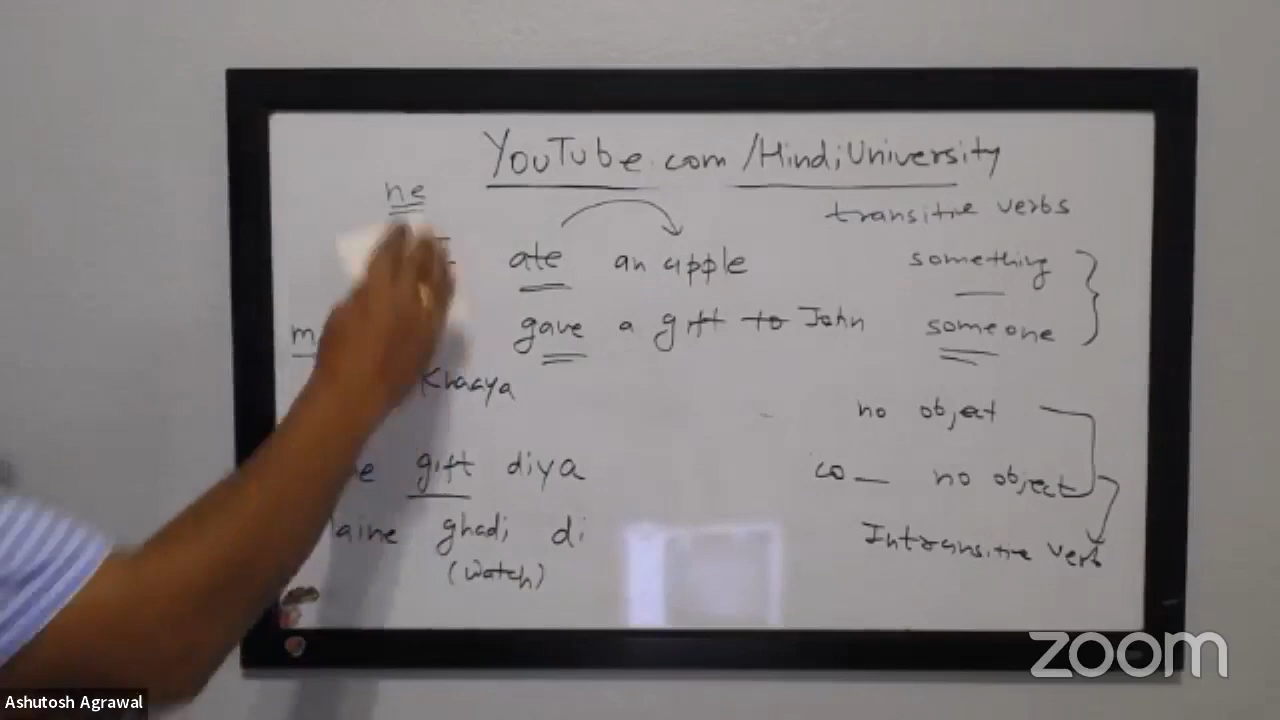 YouTube.com/HindiUniversity
ne
transitive verbs
I ate an apple
something
gave a gift to John
someone
Khaaya
no object
gift diya
no object
ghadi di
Intransitive verb
(watch)
zoom
Ashutosh Agrawal